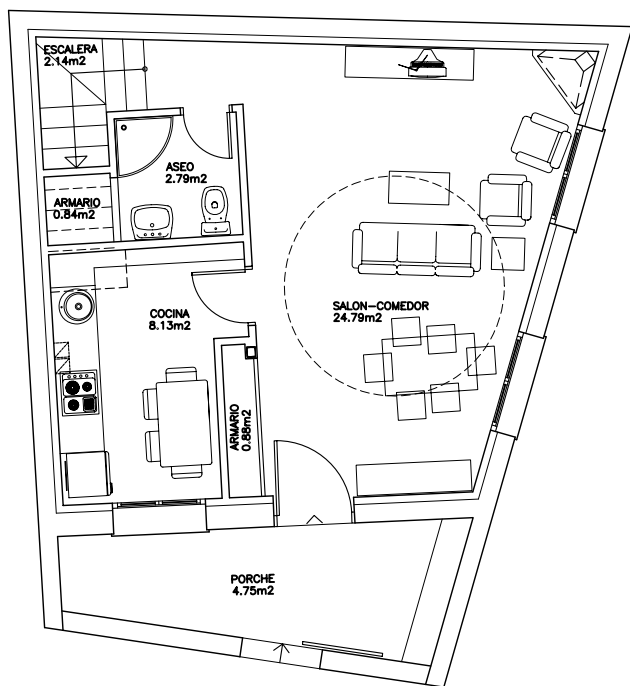 ESCALERA
2.14m2
ASEO
2.79m2
ARMARIO
0.84m2
COCINA
8.13m2
SALON-COMEDOR
24.79m2
ARMARIO
0.88m2
PORCHE
4.75m2